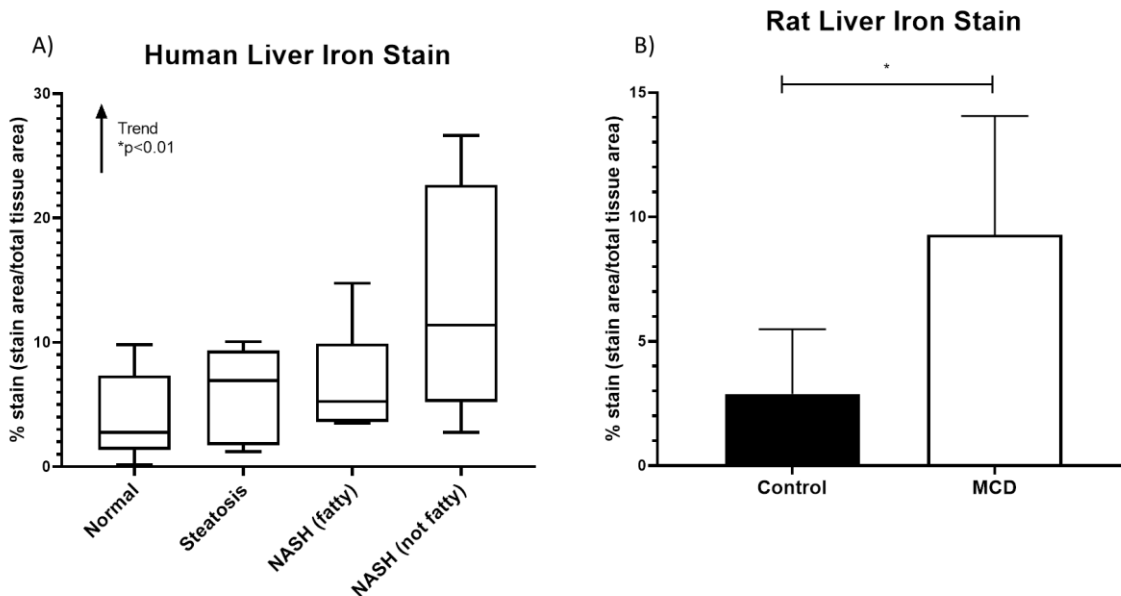 A)
Human Liver Iron Stain
% stain (stain area/total tissue area)
30
20
10
0
Trend
*p<0.01
Normal
Steatosis
NASH (fatty)
NASH (not fatty)
B)
Rat Liver Iron Stain
% stain (stain area/total tissue area)
15
10
5
0
*
Control
MCD